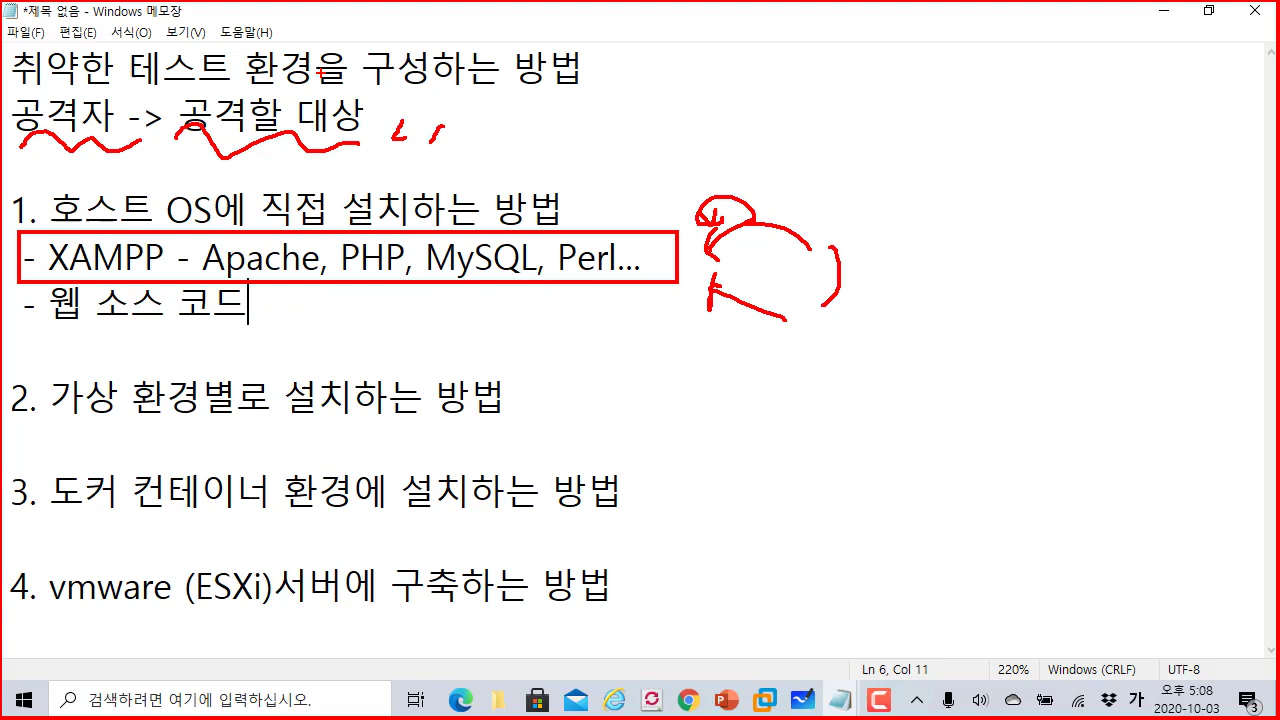 *제목 없음 - Windows 메모장
파일(F) 편집(E) 서식(O) 보기(V) 도움말(H)
취약한 테스트 환경을 구성하는 방법
공격자 -> 공격할 대상
1. 호스트 OS에 직접 설치하는 방법
- XAMPP - Apache, PHP, MySQL, Perl...
- 웹 소스 코드
2. 가상 환경별로 설치하는 방법
3. 도커 컨테이너 환경에 설치하는 방법
4. vmware (ESXi)서버에 구축하는 방법
Ln 6, Col 11 220% Windows (CRLF) UTF-8
검색하려면 여기에 입력하십시오.
가 오후 5:08
2020-10-03
3